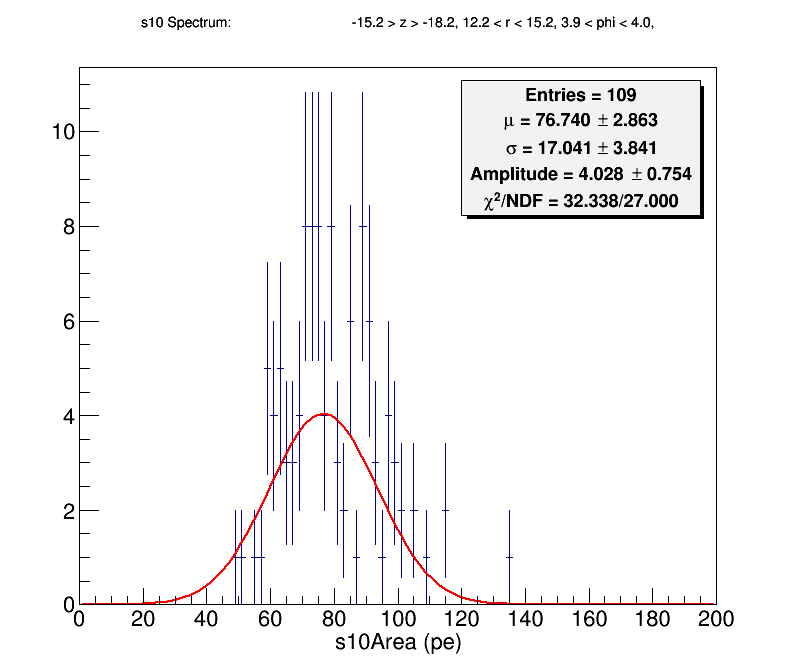 s10 Spectrum: -15.2 > z > -18.2, 12.2 < r < 15.2, 3.9 < phi < 4.0,
Entries = 109
μ = 76.740 ± 2.863
σ = 17.041 ± 3.841
Amplitude = 4.028 ± 0.754
χ²/NDF = 32.338/27.000
10
8
6
4
2
0
0 20 40 60 80 100 120 140 160 180 200
s10Area (pe)